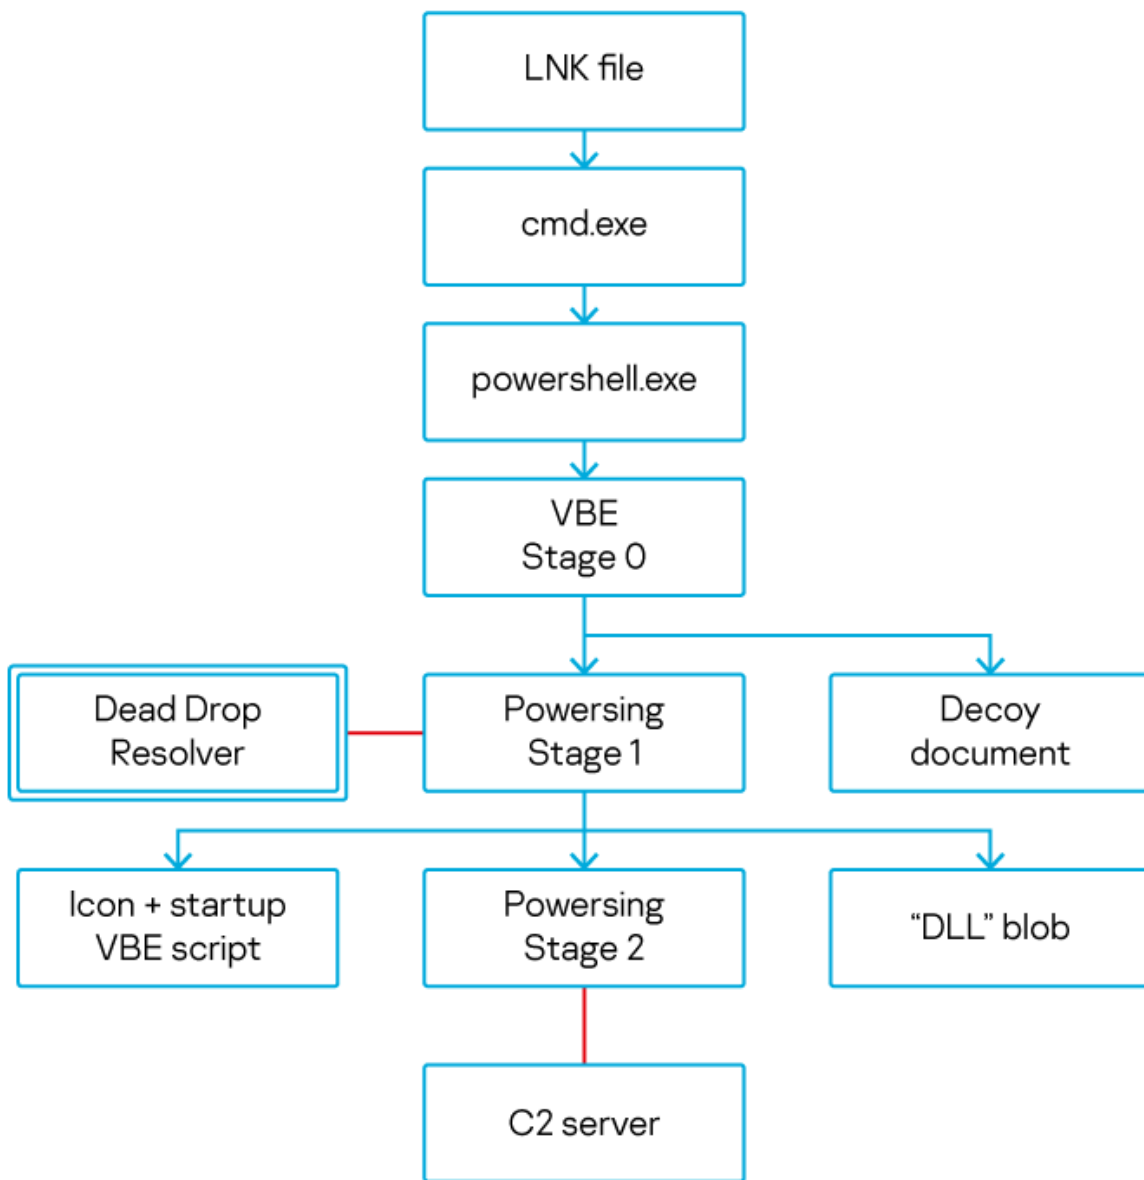 LNK file
cmd.exe
powershell.exe
VBE
Stage 0
Dead Drop
Resolver
Powersing
Stage 1
Decoy
document
Icon + startup
VBE script
Powersing
Stage 2
“DLL” blob
C2 server